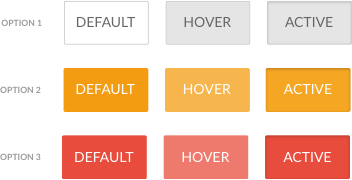 OPTION 1 DEFAULT HOVER ACTIVE
OPTION 2 DEFAULT HOVER ACTIVE
OPTION 3 DEFAULT HOVER ACTIVE